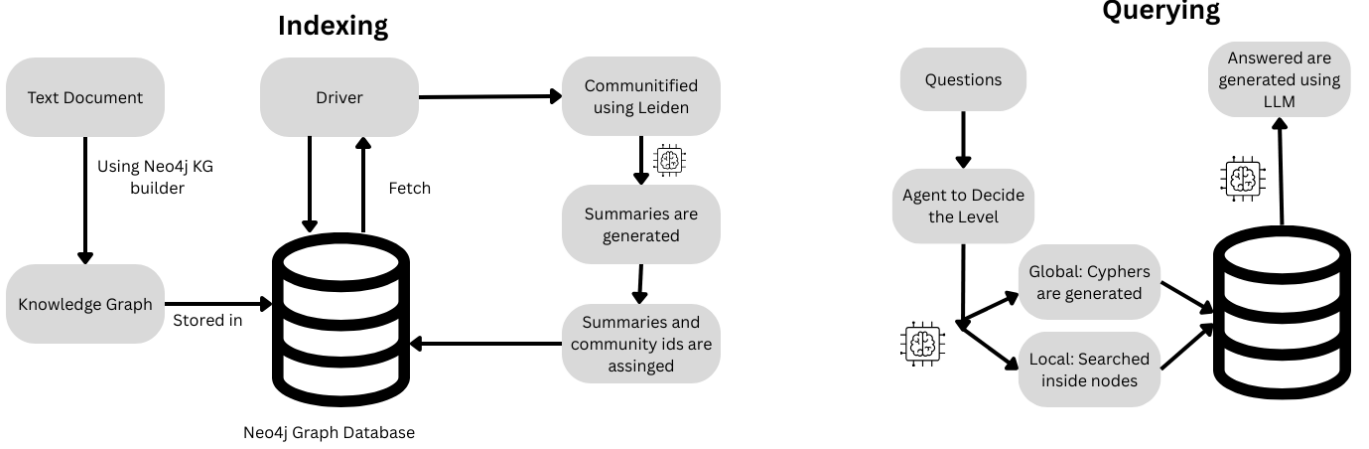 Indexing
Text Document
Using Neo4j KG
builder
Knowledge Graph
Stored in
Driver
Fetch
Neo4j Graph Database
Communitified
using Leiden
Summaries are
generated
Summaries and
community ids are
assinged
Querying
Questions
Agent to Decide
the Level
Global: Cyphers
are generated
Local: Searched
inside nodes
Answered are
generated using
LLM